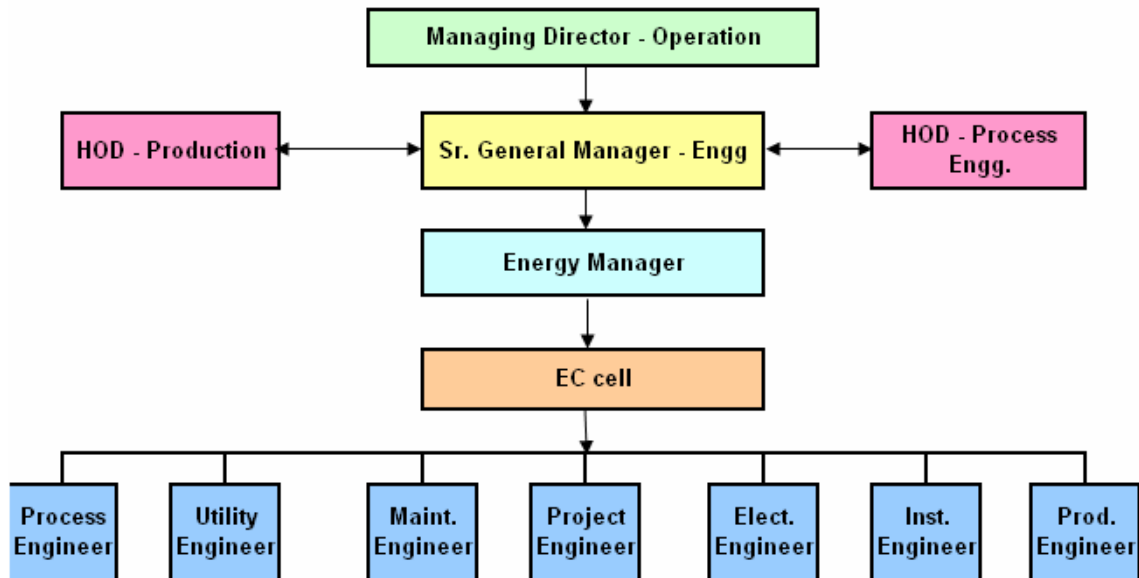 Managing Director - Operation
HOD - Production
Sr. General Manager - Engg
HOD - Process
Engg.
Energy Manager
EC cell
Process
Engineer
Utility
Engineer
Maint.
Engineer
Project
Engineer
Elect.
Engineer
Inst.
Engineer
Prod.
Engineer